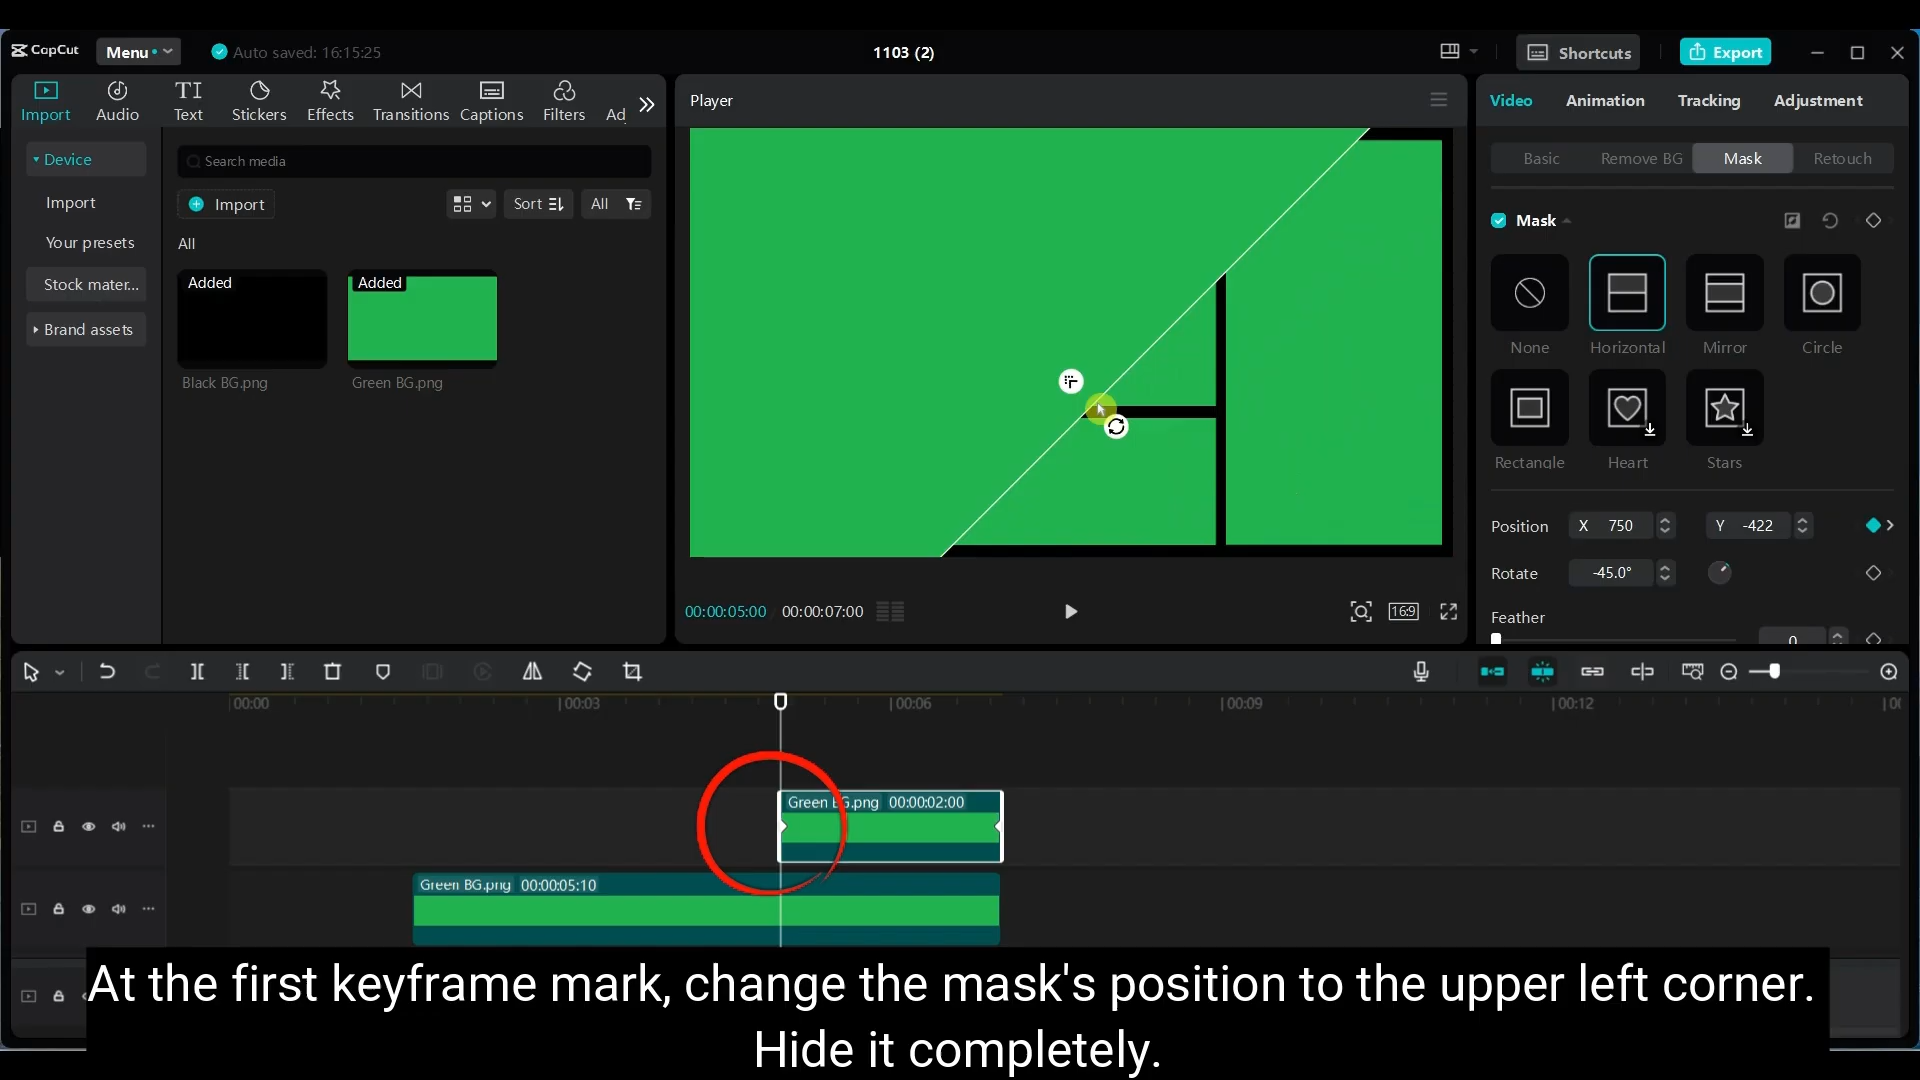 CapCut
Menu
Auto saved: 16:15:25
1103 (2)
Shortcuts
Export
Import
Audio
TI
Text
Stickers
Effects
Transitions
Captions
Filters
Ad
Player
Video
Animation
Tracking
Adjustment
Device
Import
Your presets
Stock mater...
Brand assets
Search media
Import
Sort
All
All
Added
Added
Black BG.png
Green BG.png
Basic
Remove BG
Mask
Retouch
Mask
None
Horizontal
Mirror
Circle
Rectangle
Heart
Stars
Position
X 750
Y -422
Rotate
-45.0°
Feather
0
00:00:05:00
00:00:07:00
16:9
00:00
00:03
00:06
00:09
00:12
Green BG.png 00:00:02:00
Green BG.png 00:00:05:10
At the first keyframe mark, change the mask's position to the upper left corner.
Hide it completely.